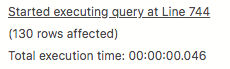 Started executing query at Line 744
(130 rows affected)
Total execution time: 00:00:00.046